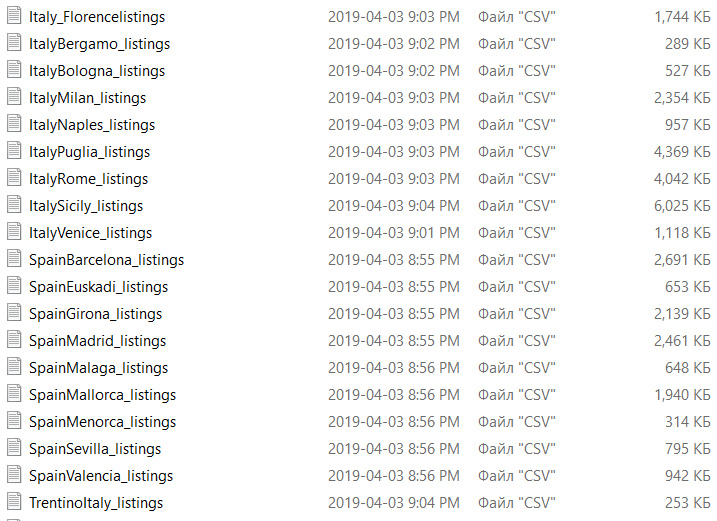 Italy_Florencelistings 2019-04-03 9:03 PM Файл "CSV" 1,744 КБ
ItalyBergamo_listings 2019-04-03 9:02 PM Файл "CSV" 289 КБ
ItalyBologna_listings 2019-04-03 9:02 PM Файл "CSV" 527 КБ
ItalyMilan_listings 2019-04-03 9:03 PM Файл "CSV" 2,354 КБ
ItalyNaples_listings 2019-04-03 9:03 PM Файл "CSV" 957 КБ
ItalyPuglia_listings 2019-04-03 9:03 PM Файл "CSV" 4,369 КБ
ItalyRome_listings 2019-04-03 9:03 PM Файл "CSV" 4,042 КБ
ItalySicily_listings 2019-04-03 9:04 PM Файл "CSV" 6,025 КБ
ItalyVenice_listings 2019-04-03 9:01 PM Файл "CSV" 1,118 КБ
SpainBarcelona_listings 2019-04-03 8:55 PM Файл "CSV" 2,691 КБ
SpainEuskadi_listings 2019-04-03 8:55 PM Файл "CSV" 653 КБ
SpainGirona_listings 2019-04-03 8:55 PM Файл "CSV" 2,139 КБ
SpainMadrid_listings 2019-04-03 8:55 PM Файл "CSV" 2,461 КБ
SpainMalaga_listings 2019-04-03 8:56 PM Файл "CSV" 648 КБ
SpainMallorca_listings 2019-04-03 8:56 PM Файл "CSV" 1,940 КБ
SpainMenorca_listings 2019-04-03 8:56 PM Файл "CSV" 314 КБ
SpainSevilla_listings 2019-04-03 8:56 PM Файл "CSV" 795 КБ
SpainValencia_listings 2019-04-03 8:56 PM Файл "CSV" 942 КБ
TrentinoItaly_listings 2019-04-03 9:04 PM Файл "CSV" 253 КБ